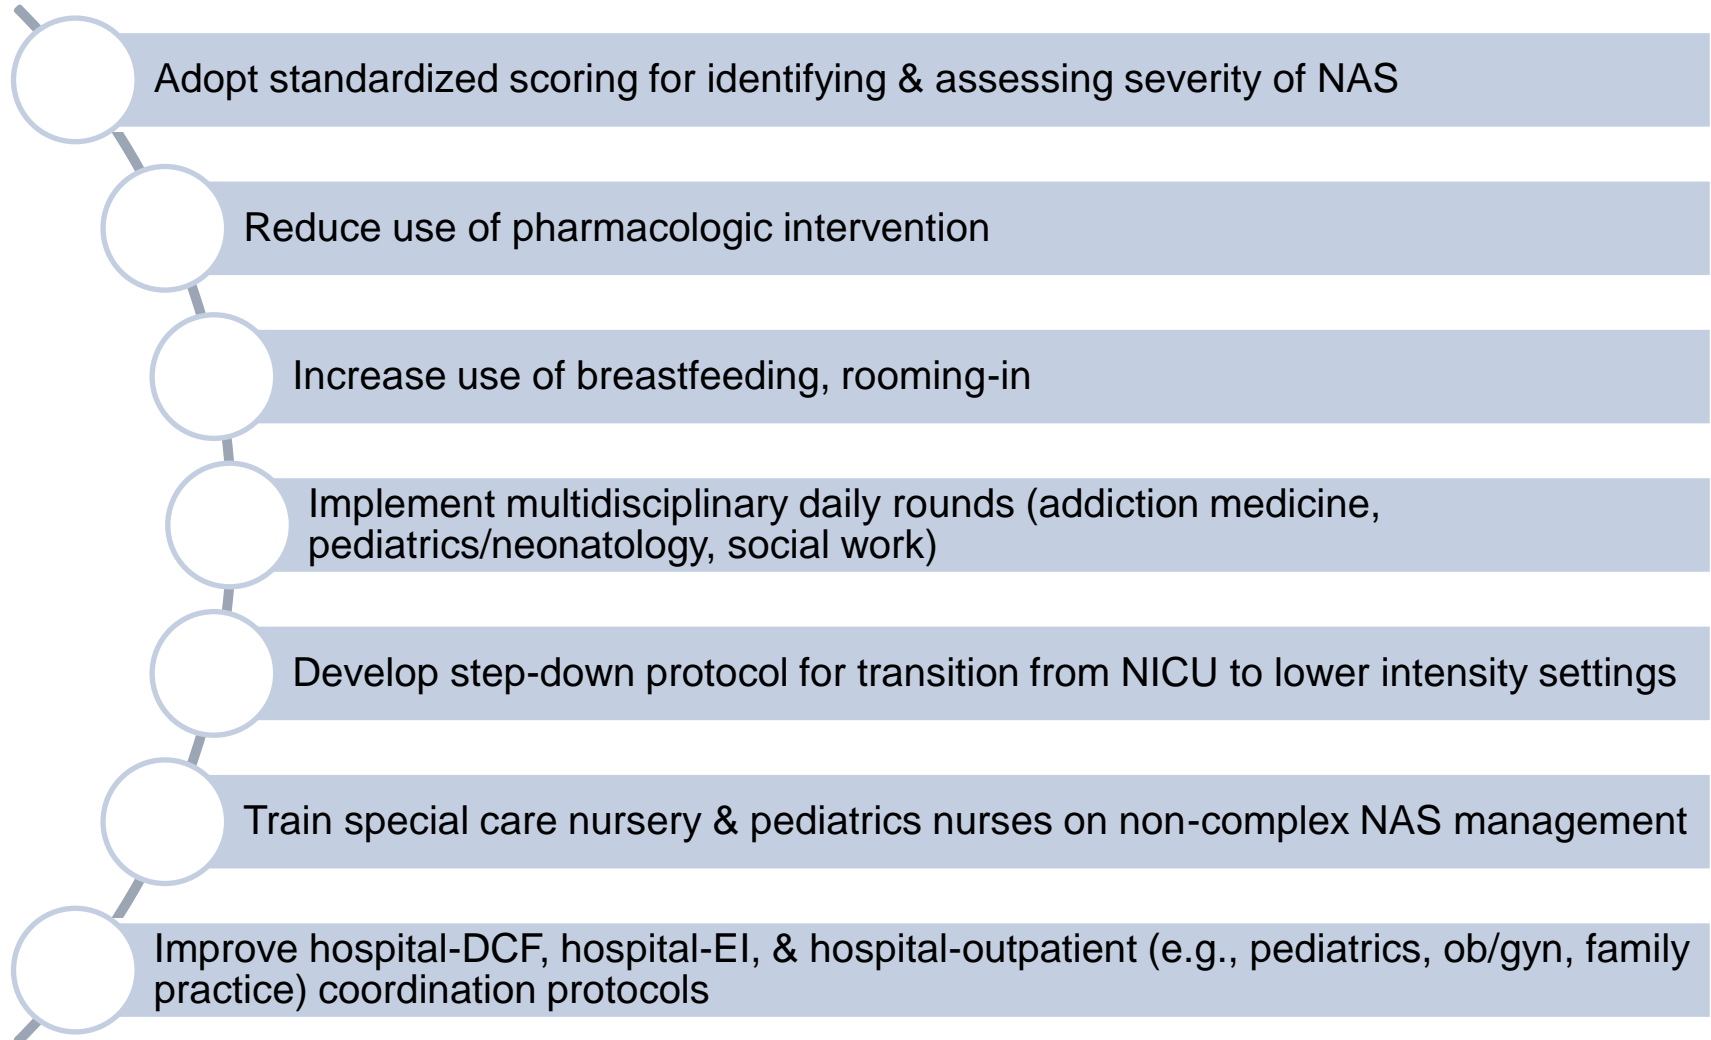 Adopt standardized scoring for identifying & assessing severity of NAS
Reduce use of pharmacologic intervention
Increase use of breastfeeding, rooming-in
Implement multidisciplinary daily rounds (addiction medicine,
pediatrics/neonatology, social work)
Develop step-down protocol for transition from NICU to lower intensity settings
Train special care nursery & pediatrics nurses on non-complex NAS management
Improve hospital-DCF, hospital-EI, & hospital-outpatient (e.g., pediatrics, ob/gyn, family
practice) coordination protocols